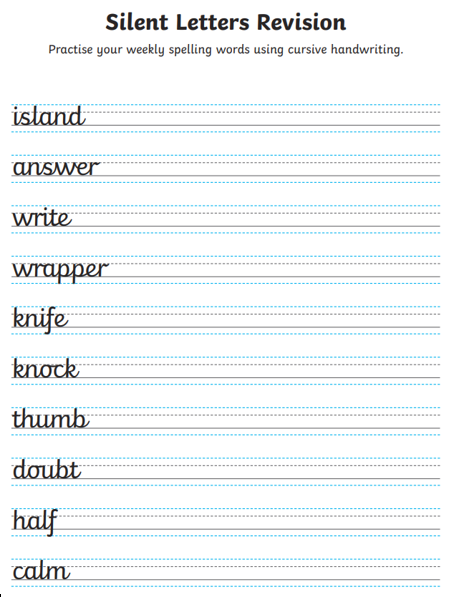 Silent Letters Revision
Practise your weekly spelling words using cursive handwriting.
island
answer
write
wrapper
knife
knock
thumb
doubt
half
calm